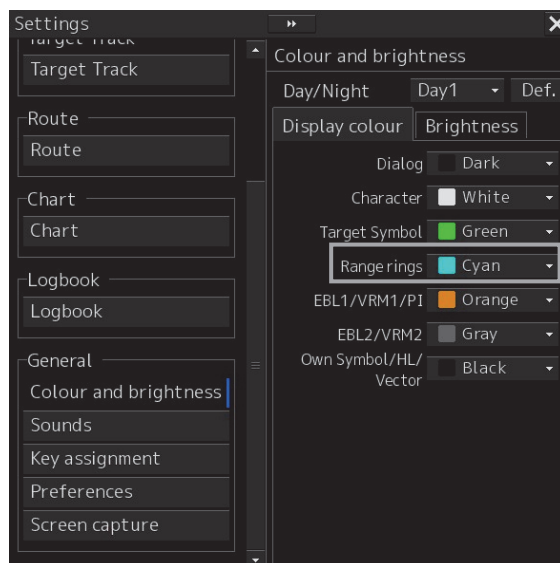 Settings
Target Track
Target Track
Route
Route
Chart
Chart
Logbook
Logbook
General
Colour and brightness
Sounds
Key assignment
Preferences
Screen capture
Colour and brightness
Day/Night Day1 Def.
Display colour Brightness
Dialog Dark
Character White
Target Symbol Green
Range rings Cyan
EBL1/VRM1/PI Orange
EBL2/VRM2 Gray
Own Symbol/HL/
Vector Black